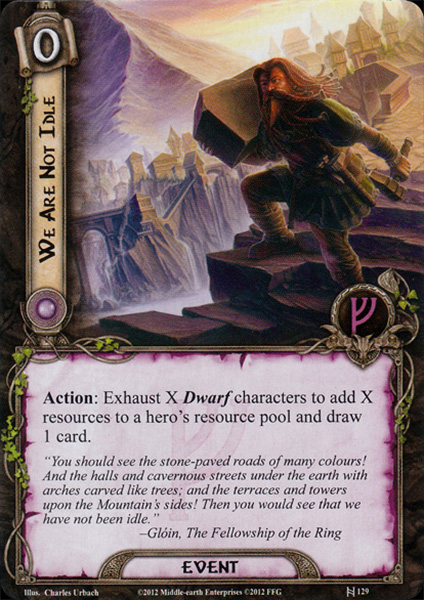 0
We Are Not Idle
Action: Exhaust X Dwarf characters to add X
resources to a hero's resource pool and draw
1 card.
"You should see the stone-paved roads of many colours!
And the halls and cavernous streets under the earth with
arches carved like trees; and the terraces and towers
upon the Mountain's sides! Then you would see that we
have not been idle."
–Glóin, The Fellowship of the Ring
EVENT
Illus. Charles Urbach ©2012 Middle-earth Enterprises ©2012 FFG 129